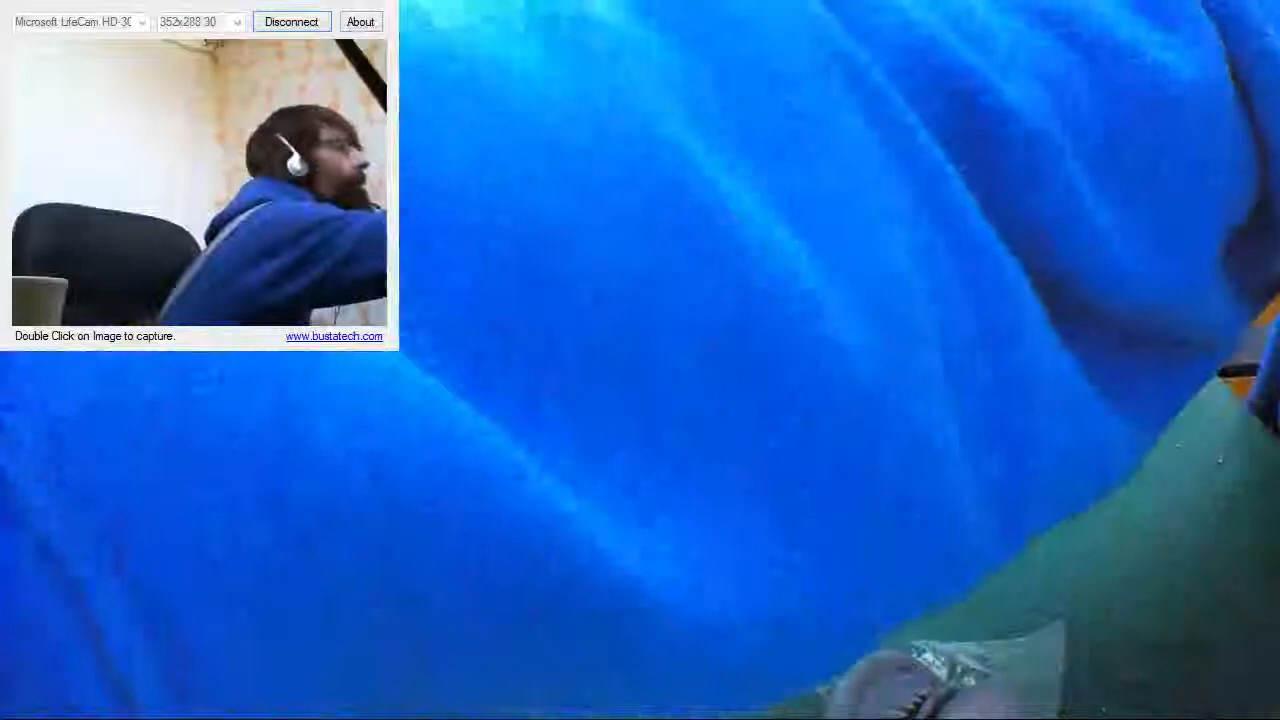 Microsoft LifeCam HD-30
352x288 30
Disconnect
About
Double Click on Image to capture.
www.bustatech.com